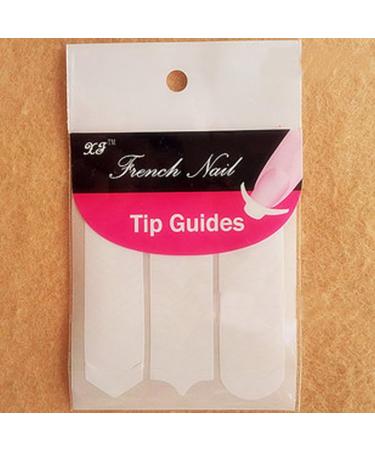 XF™
French Nail
Tip Guides